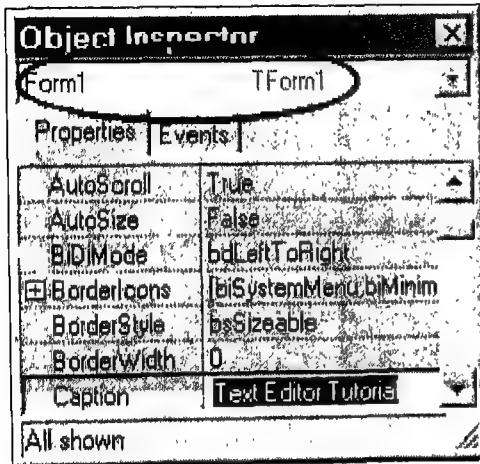 Object Inspector
Form1 TForm1
Properties Events
AutoScroll True
AutoSize False
BiDiMode bdLeftToRight
BorderIcons [biSystemMenu,biMinim
BorderStyle bsSizeable
BorderWidth 0
Caption Text Editor Tutorial
All shown